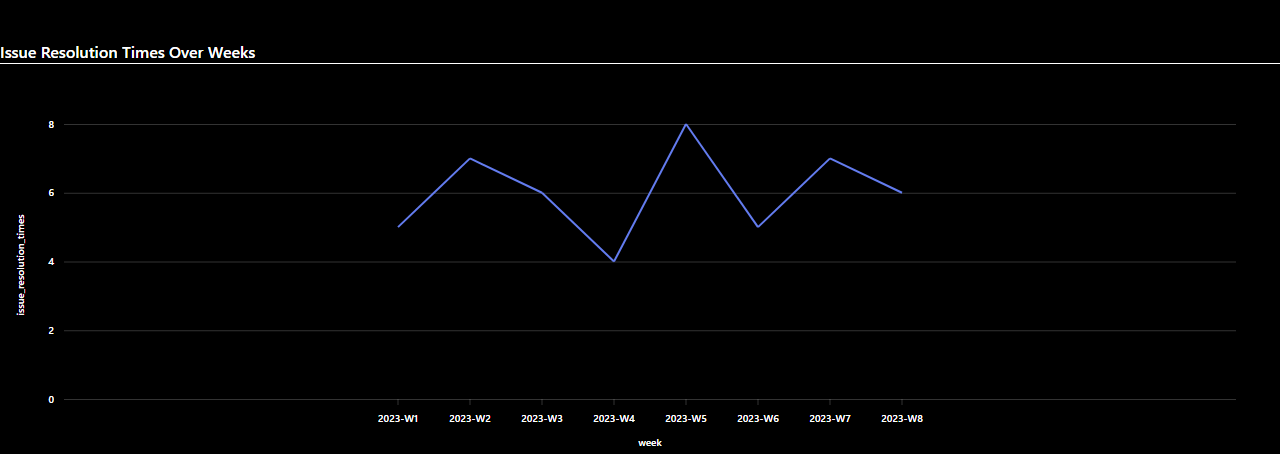 Issue Resolution Times Over Weeks
8
6
4
2
0
issue_resolution_times
2023-W1 2023-W2 2023-W3 2023-W4 2023-W5 2023-W6 2023-W7 2023-W8
week